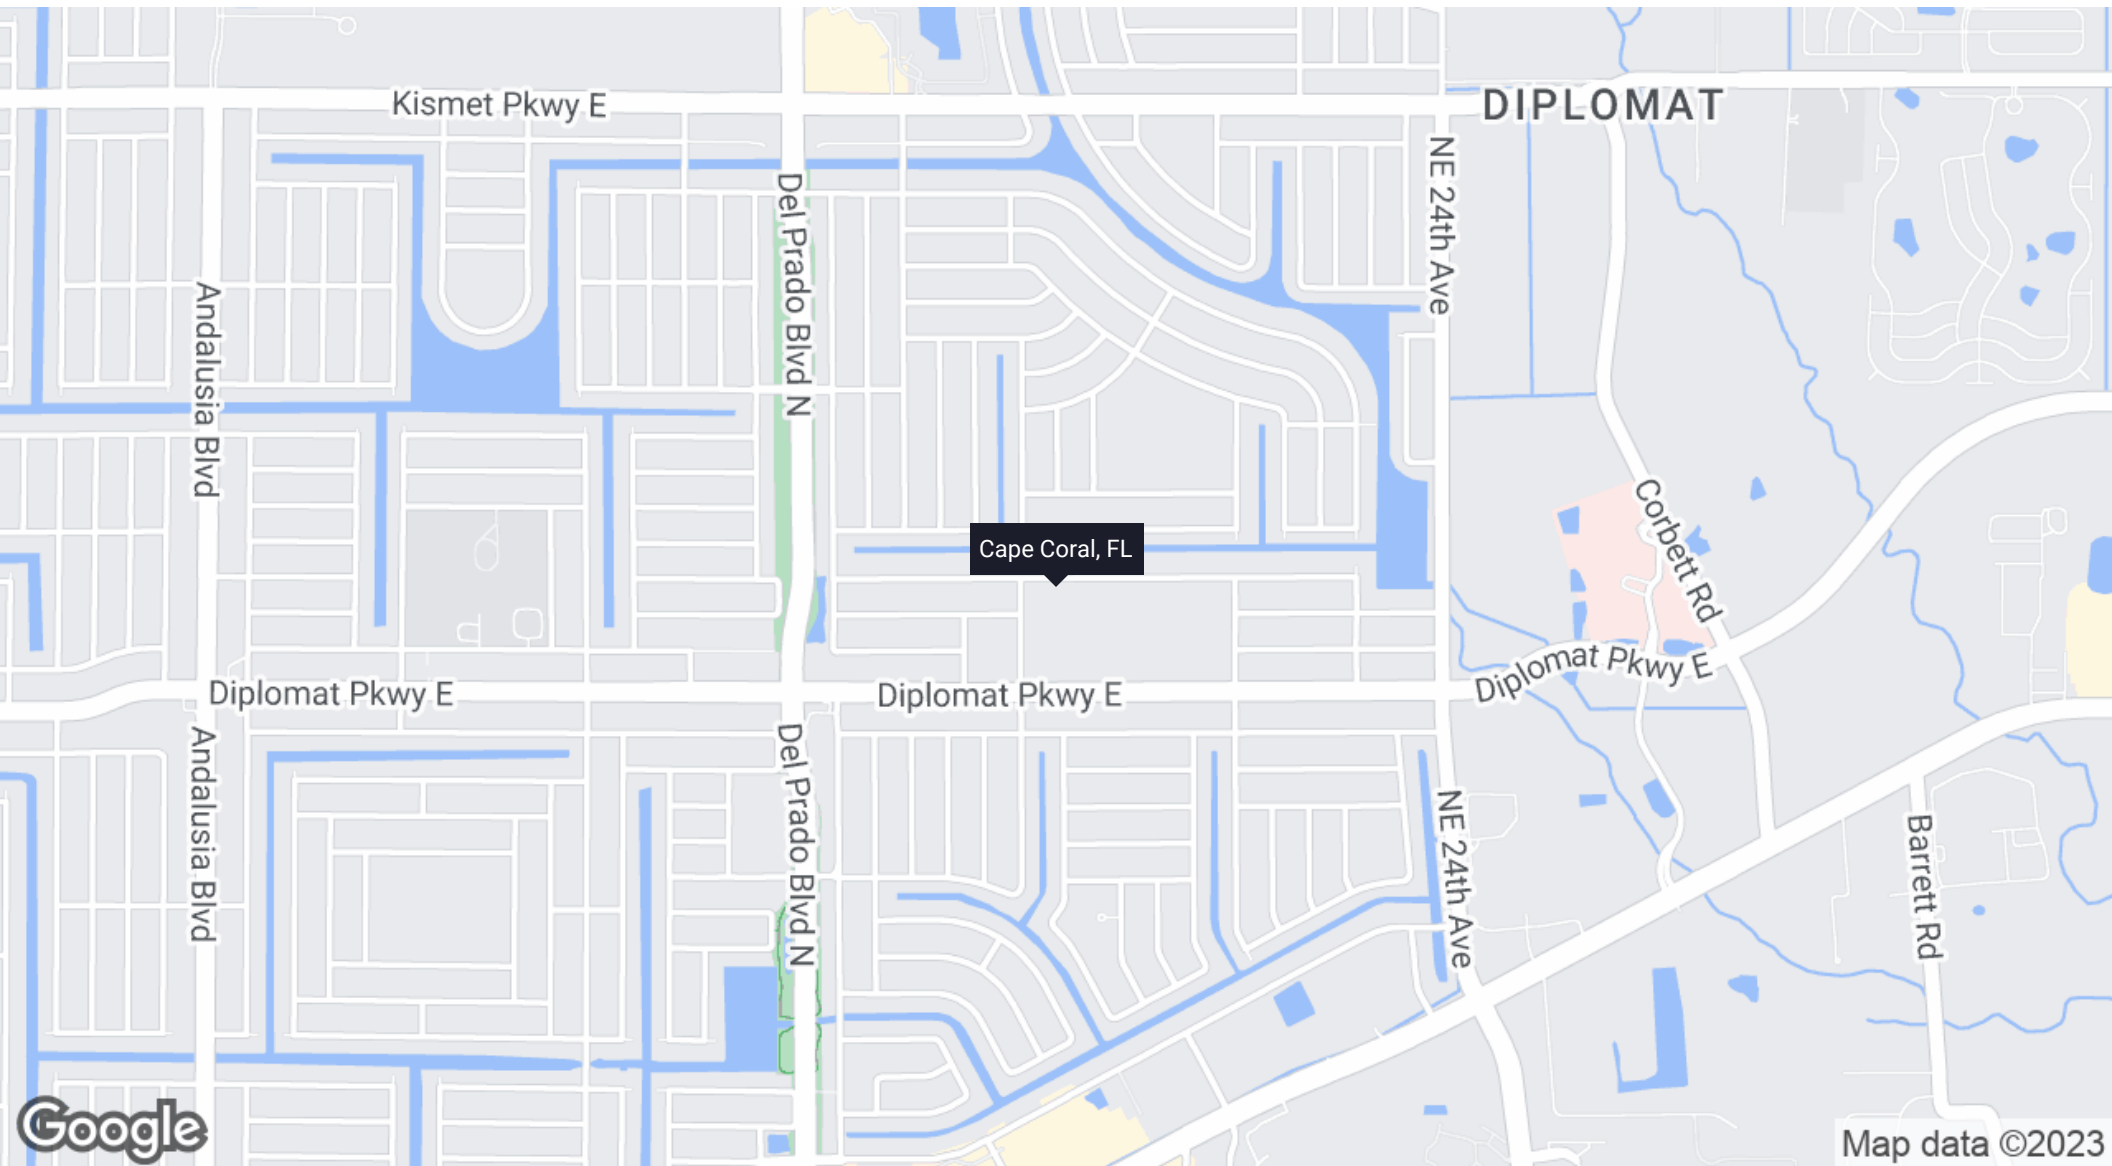 Kismet Pkwy E
DIPLOMAT
NE 24th Ave
Del Prado Blvd N
Andalusia Blvd
Corbett Rd
Cape Coral, FL
Diplomat Pkwy E
Diplomat Pkwy E
Diplomat Pkwy E
Andalusia Blvd
Del Prado Blvd N
NE 24th Ave
Barrett Rd
Google
Map data ©2023